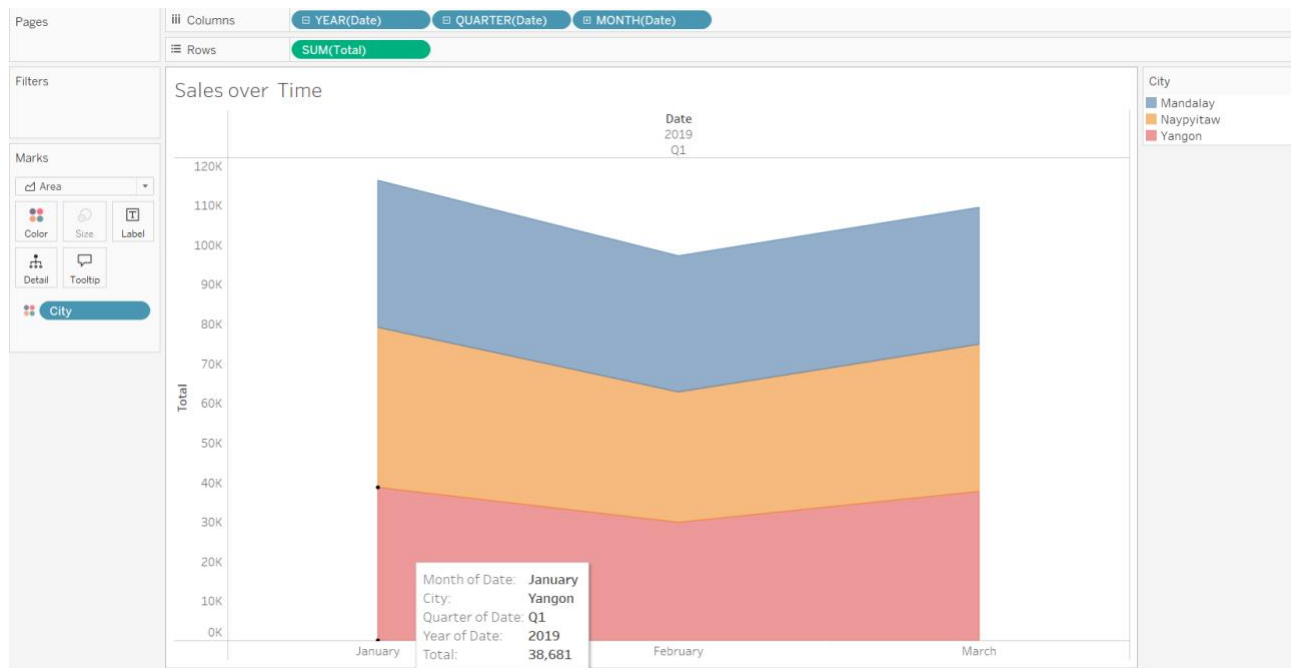 Pages
Columns
YEAR(Date)
QUARTER(Date)
MONTH(Date)
Rows
SUM(Total)
Filters
Marks
Area
Color
Size
Label
Detail
Tooltip
City
Sales over Time
Date
2019
Q1
120K
110K
100K
90K
80K
70K
60K
50K
40K
30K
20K
10K
0K
Total
January
February
March
Month of Date: January
City: Yangon
Quarter of Date: Q1
Year of Date: 2019
Total: 38,681
City
Mandalay
Naypyitaw
Yangon